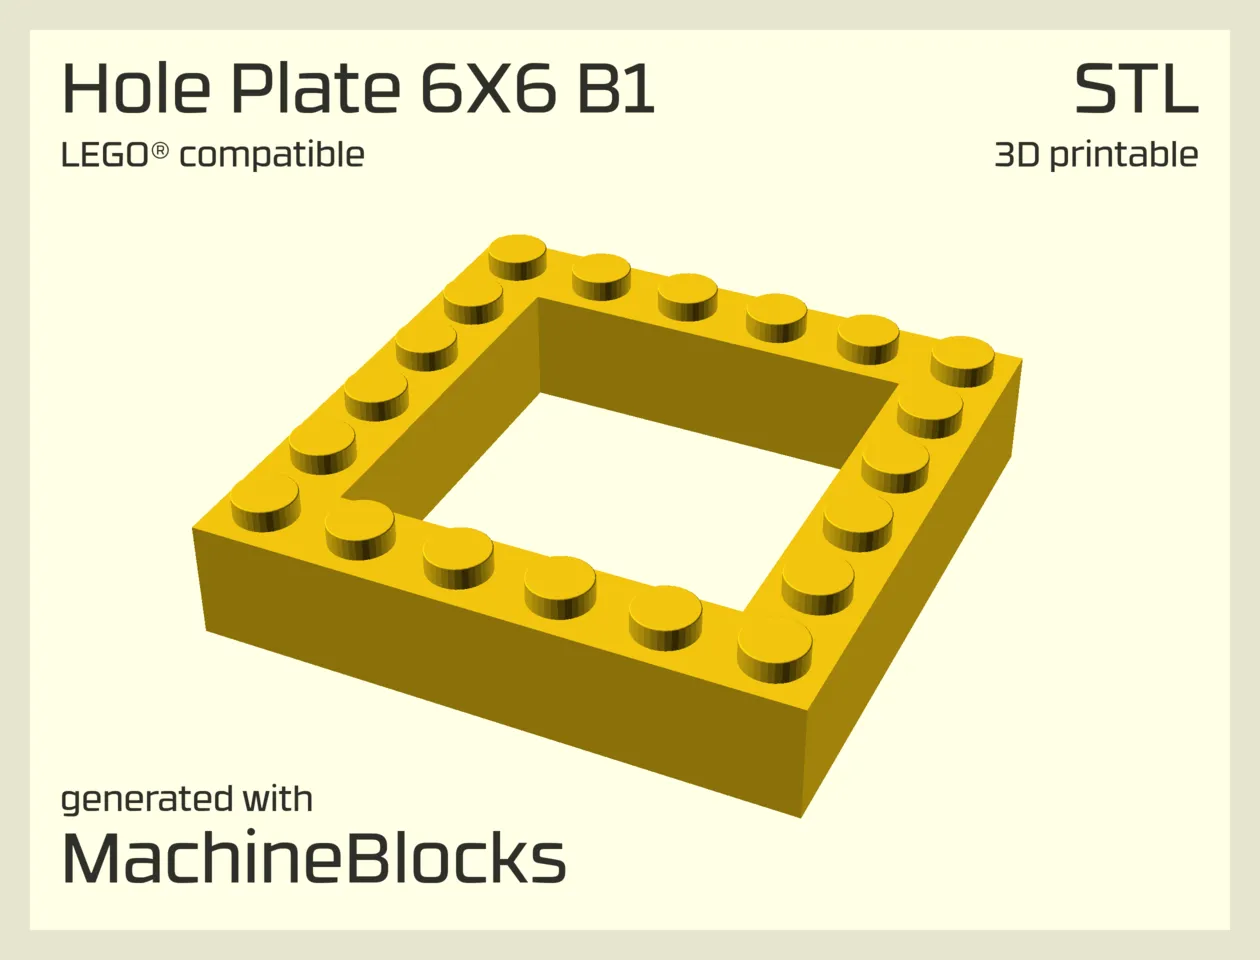 Hole Plate 6X6 B1
STL
LEGO® compatible
3D printable
generated with
MachineBlocks